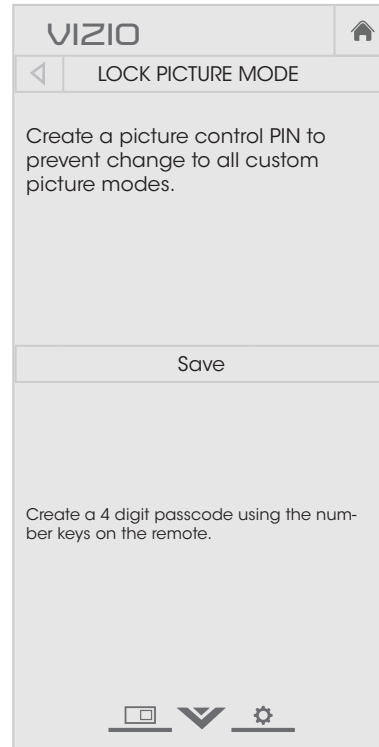 VIZIO
LOCK PICTURE MODE
Create a picture control PIN to
prevent change to all custom
picture modes.
Save
Create a 4 digit passcode using the num-
ber keys on the remote.